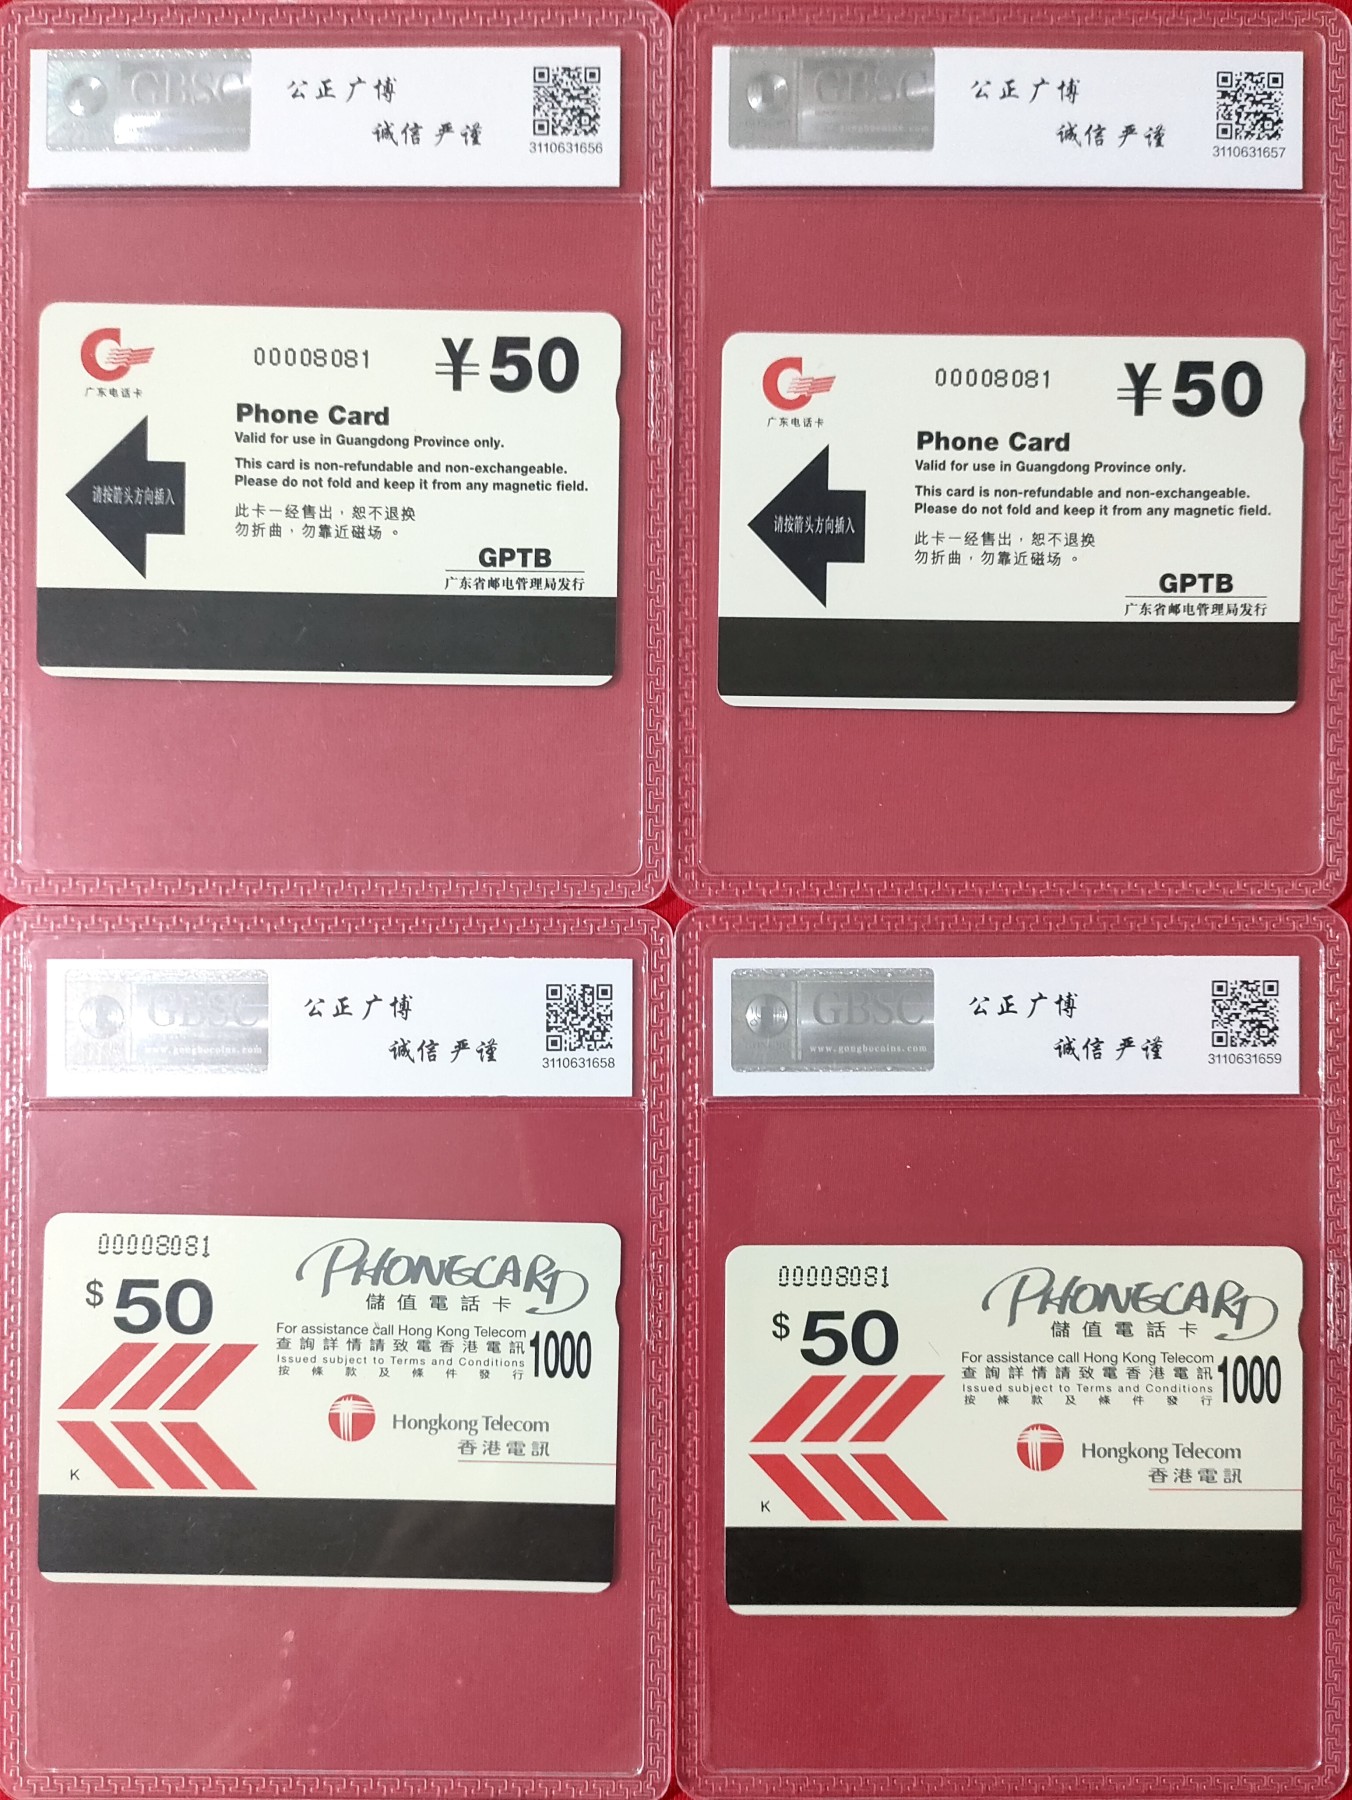 GBSC
公正广博
诚信严谨
3110631656
广东电话卡
00008081
¥50
Phone Card
Valid for use in Guangdong Province only.
This card is non-refundable and non-exchangeable.
Please do not fold and keep it from any magnetic field.
请按箭头方向插入
此卡一经售出，恕不退换
勿折曲，勿靠近磁场。
GPTB
广东省邮电管理局发行
GBSC
公正广博
诚信严谨
3110631657
广东电话卡
00008081
¥50
Phone Card
Valid for use in Guangdong Province only.
This card is non-refundable and non-exchangeable.
Please do not fold and keep it from any magnetic field.
请按箭头方向插入
此卡一经售出，恕不退换
勿折曲，勿靠近磁场。
GPTB
广东省邮电管理局发行
GBSC
www.gongbocoins.com
公正广博
诚信严谨
3110631658
00008081
$50
PHONECARD
儲值電話卡
For assistance call Hong Kong Telecom
查詢詳情請致電香港電訊
1000
Issued subject to Terms and Conditions
按條款及條件發行
Hongkong Telecom
香港電訊
K
GBSC
www.gongbocoins.com
公正广博
诚信严谨
3110631659
00008081
$50
PHONECARD
儲值電話卡
For assistance call Hong Kong Telecom
查詢詳情請致電香港電訊
1000
Issued subject to Terms and Conditions
按條款及條件發行
Hongkong Telecom
香港電訊
K